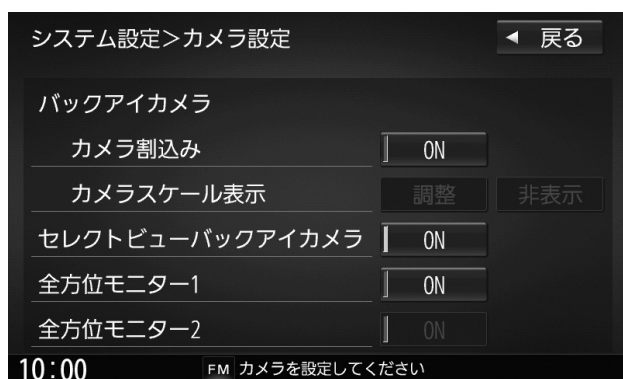 システム設定＞カメラ設定 ◀ 戻る
バックアイカメラ
カメラ割込み ON
カメラスケール表示 調整 非表示
セレクトビューバックアイカメラ ON
全方位モニター1 ON
全方位モニター2 ON
10:00 FM カメラを設定してください